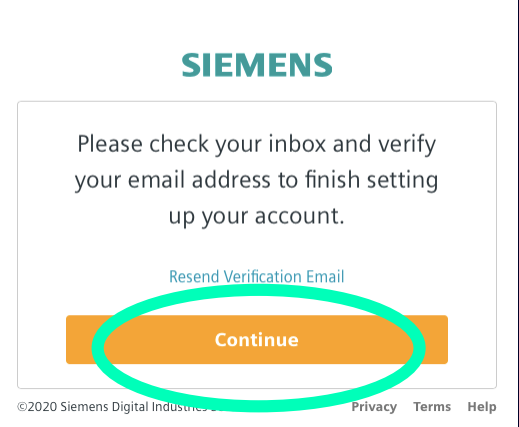 SIEMENS
Please check your inbox and verify
your email address to finish setting
up your account.
Resend Verification Email
Continue
©2020 Siemens Digital Industries
Privacy Terms Help